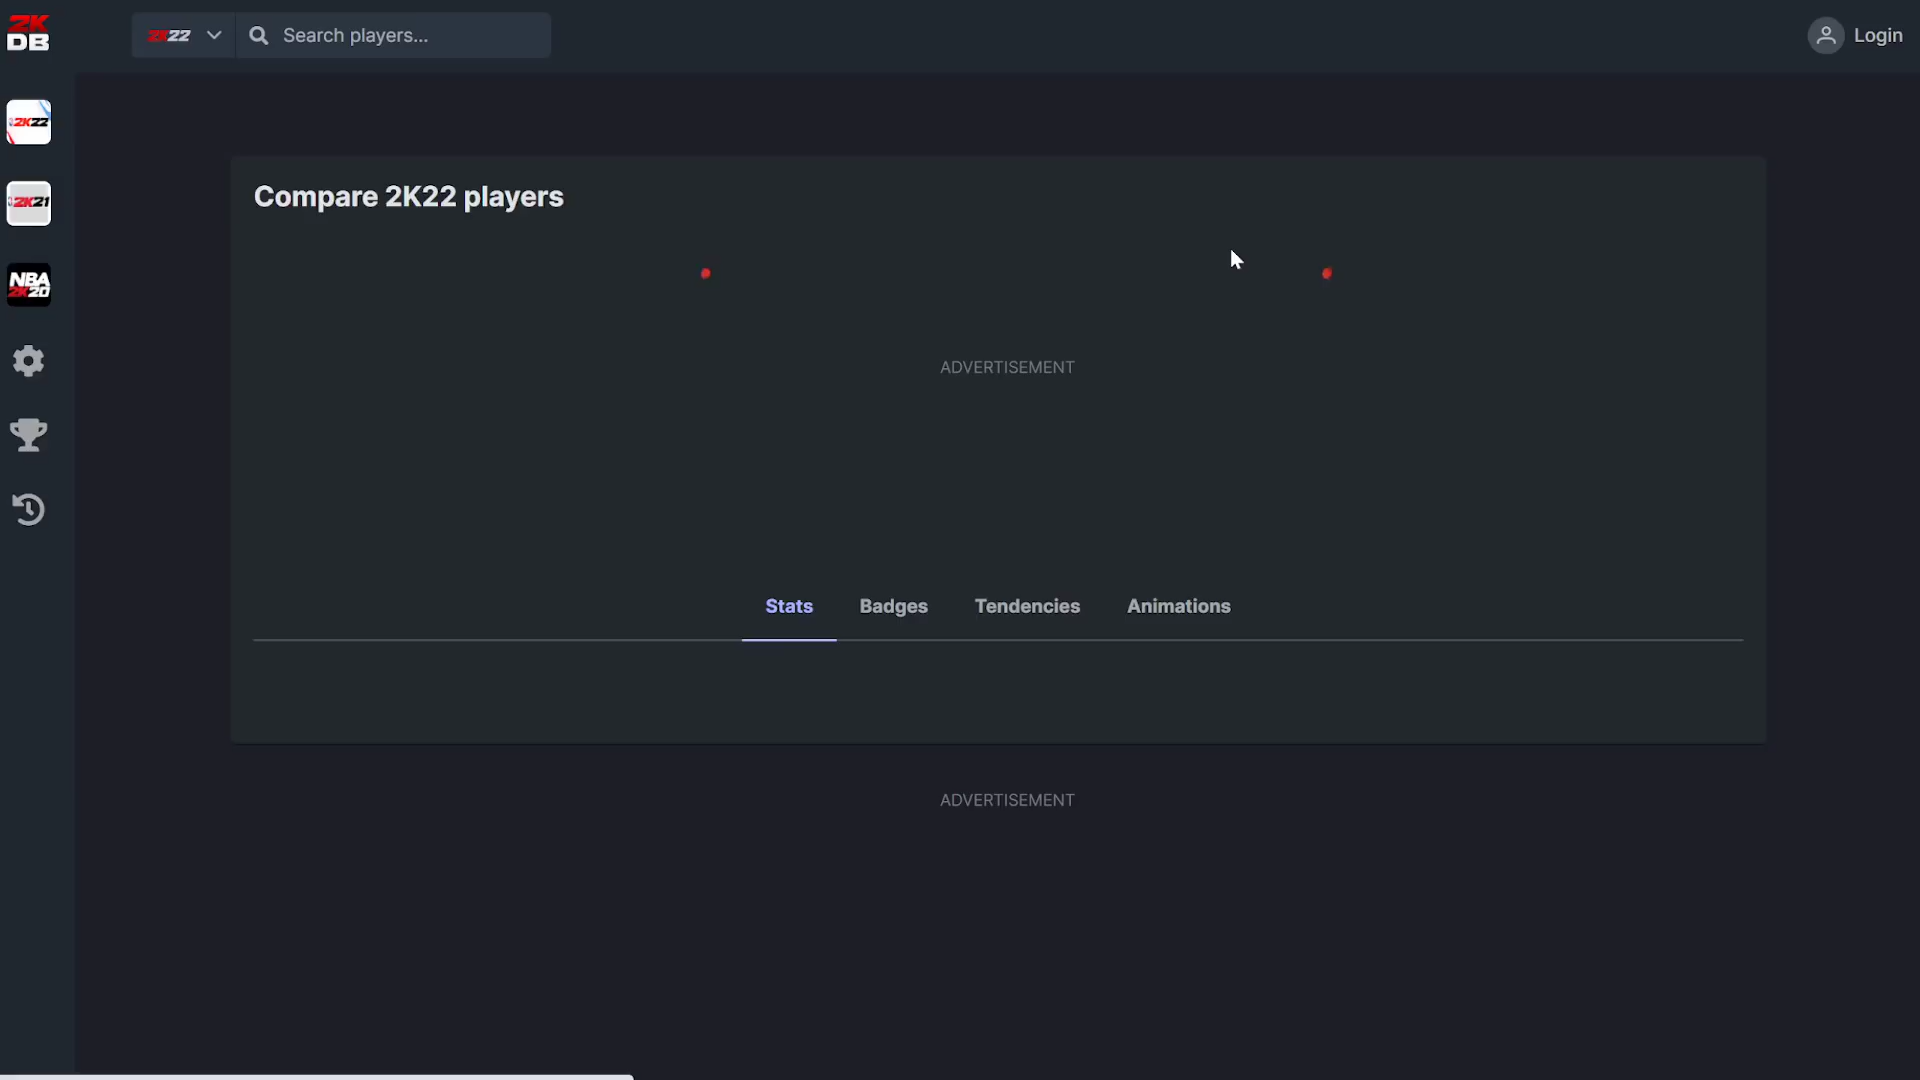 2K
DB
2K22
Search players...
Login
2K22
2K21
NBA
2K20
Compare 2K22 players
ADVERTISEMENT
Stats
Badges
Tendencies
Animations
ADVERTISEMENT